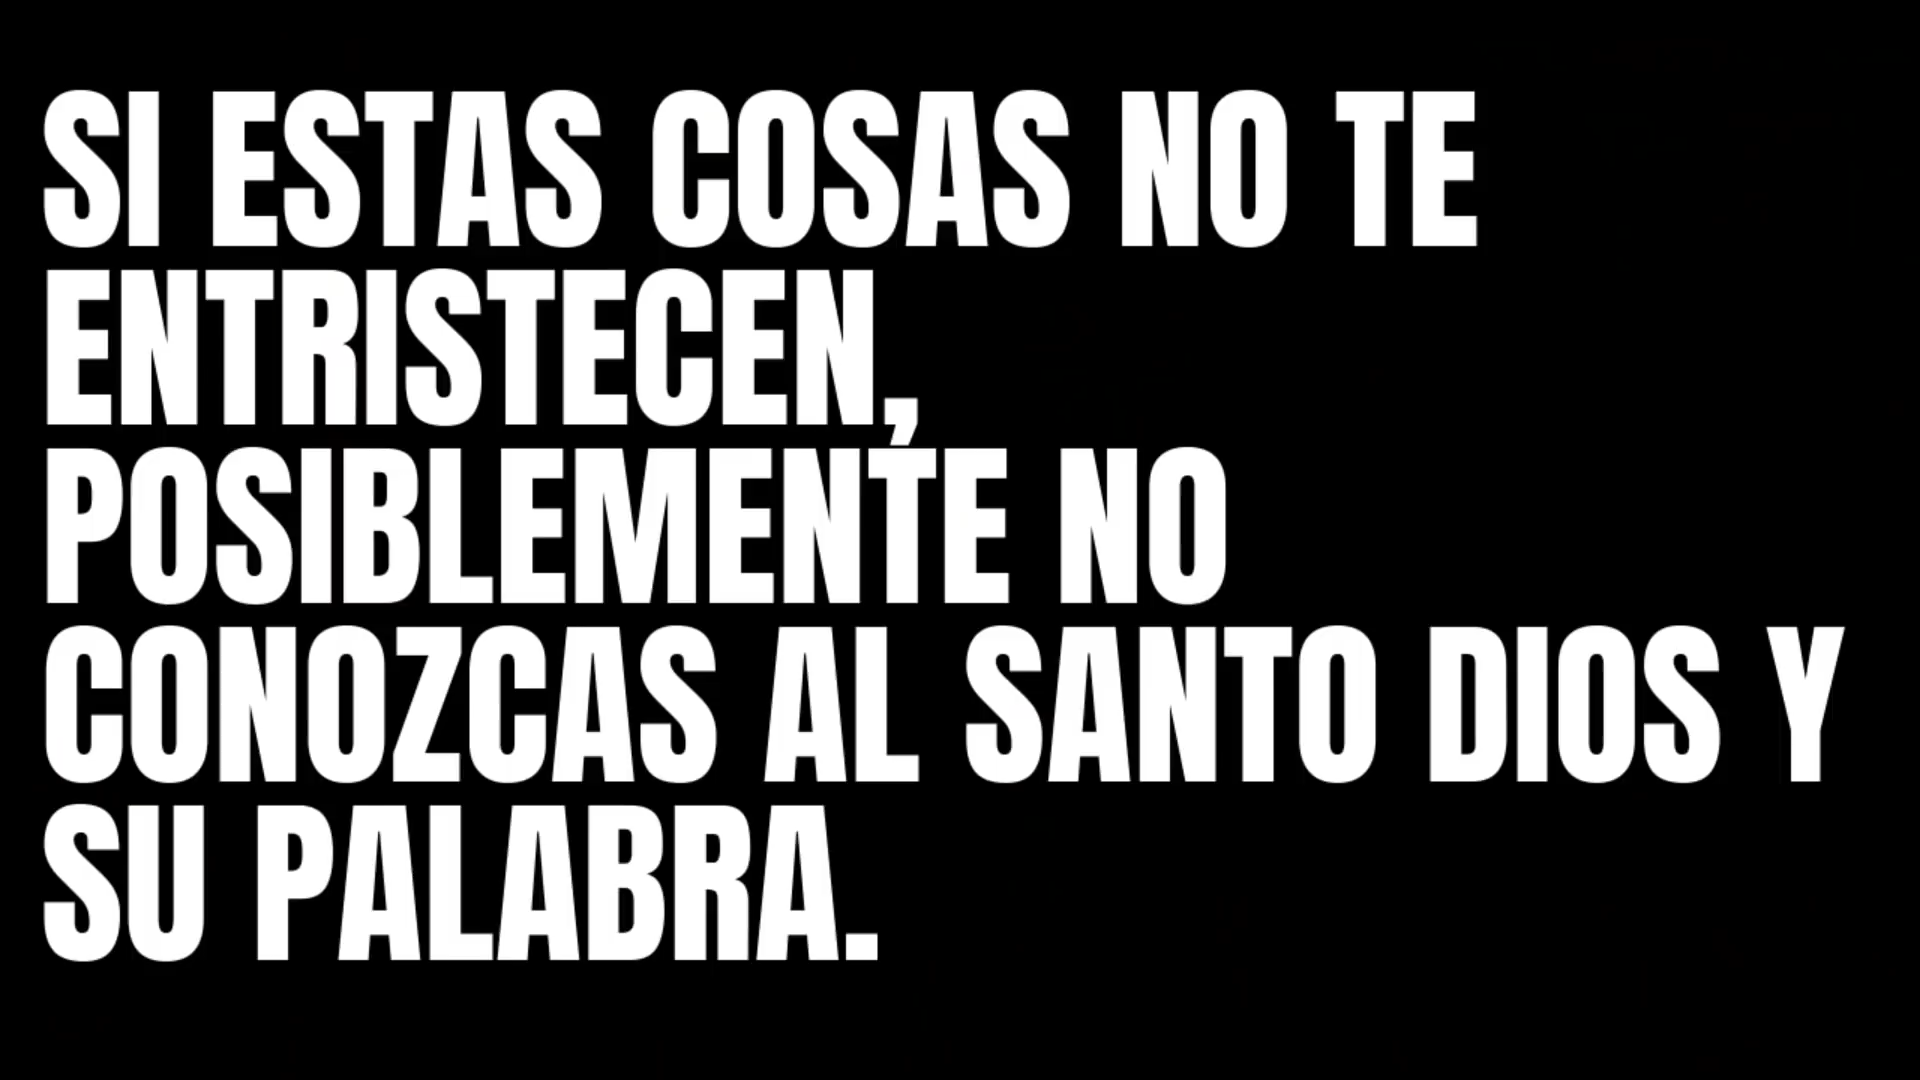 SI ESTAS COSAS NO TE
ENTRISTECEN,
POSIBLEMENTE NO
CONOZCAS AL SANTO DIOS Y
SU PALABRA.